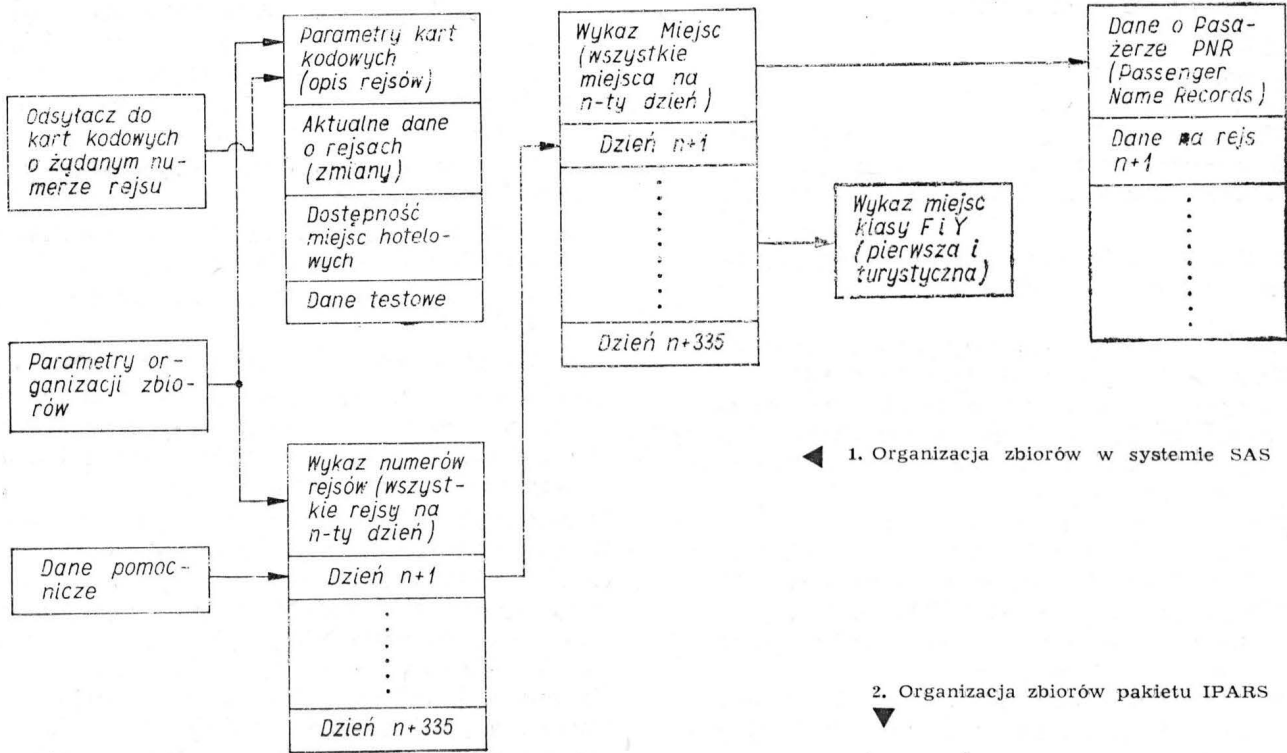 Odsyłacz do
kart kodowych
o żądanym nu-
merze rejsu
Parametry or-
ganizacji zbio-
rów
Dane pomoc-
nicze
Parametry kart
kodowych
(opis rejsów)
Aktualne dane
o rejsach
(zmiany)
Dostępność
miejsc hotelo-
wych
Dane testowe
Wykaz numerów
rejsów (wszyst-
kie rejsy na
n-ty dzień)
Dzień n+1
Dzień n+335
Wykaz Miejsc
(wszystkie
miejsca na
n-ty dzień)
Dzień n+1
Dzień n+335
Wykaz miejsc
klasy F i Y
(pierwsza i
turystyczna)
Dane o Pasa-
żerze PNR
(Passenger
Name Records)
Dane na rejs
n+1
1. Organizacja zbiorów w systemie SAS
2. Organizacja zbiorów pakietu IPARS